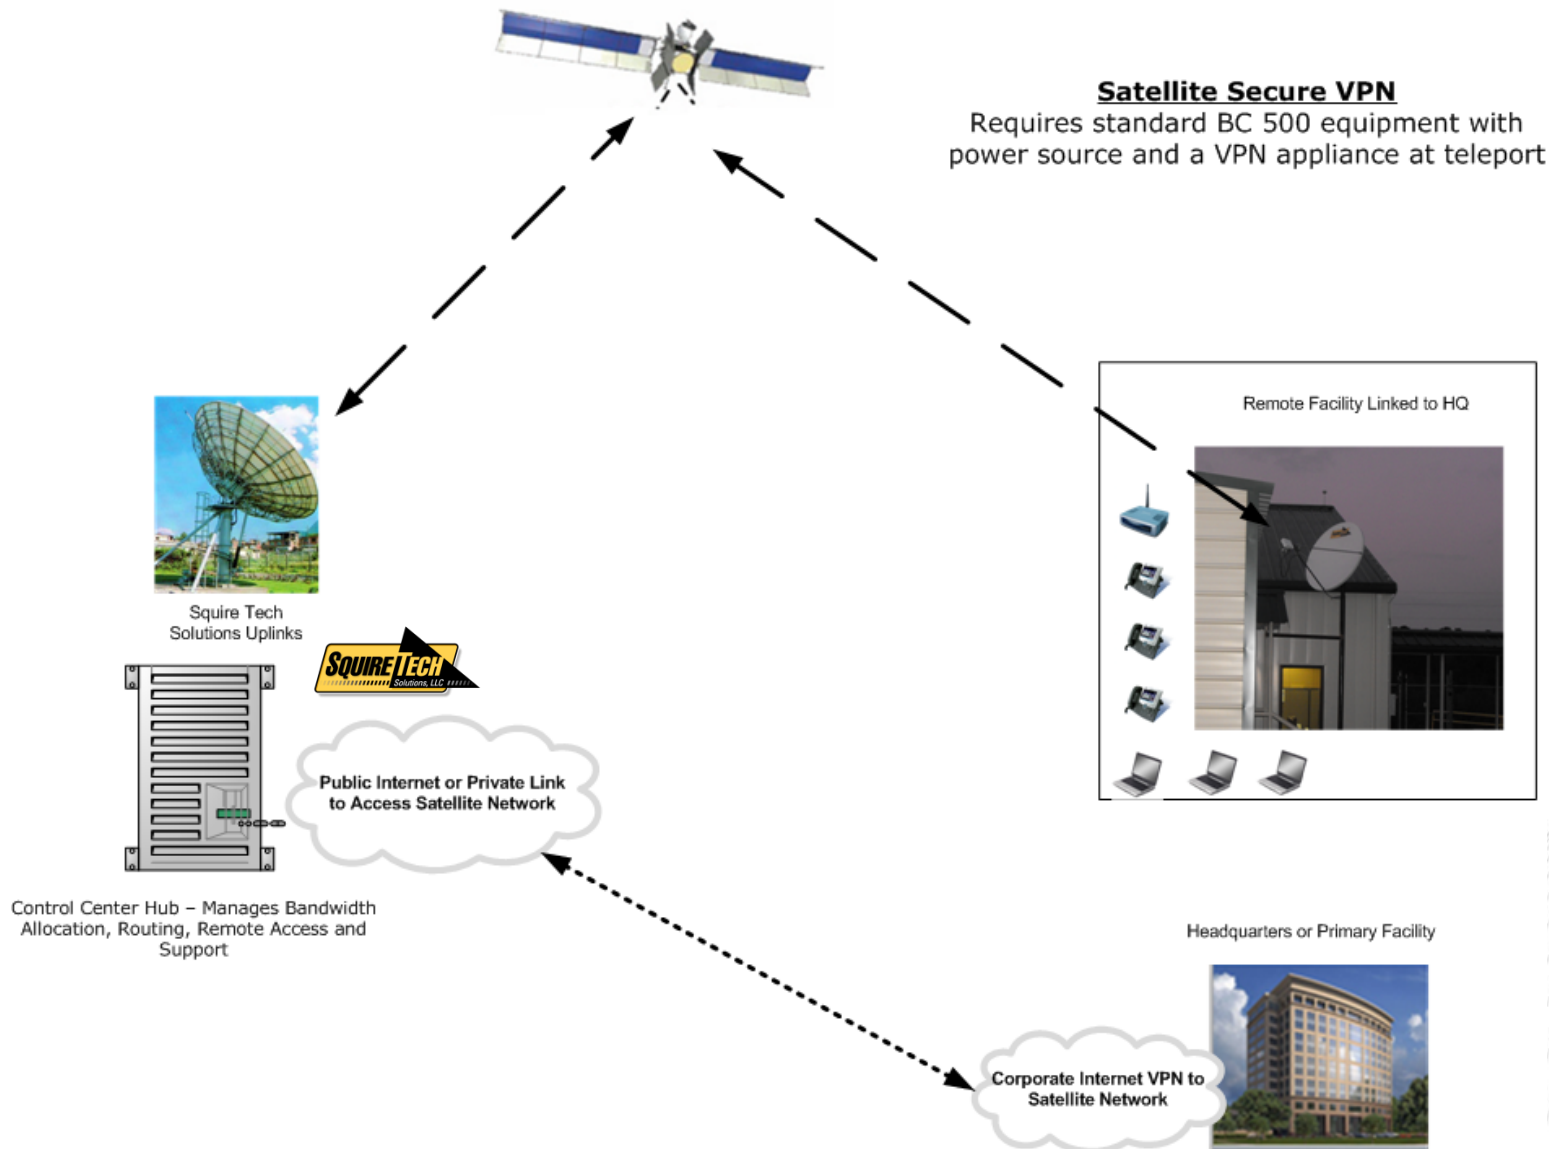 Satellite Secure VPN
Requires standard BC 500 equipment with
power source and a VPN appliance at teleport
Remote Facility Linked to HQ
Squire Tech
Solutions Uplinks
SQUIRETECH
Solutions, LLC
Public Internet or Private Link
to Access Satellite Network
Control Center Hub – Manages Bandwidth
Allocation, Routing, Remote Access and
Support
Headquarters or Primary Facility
Corporate Internet VPN to
Satellite Network